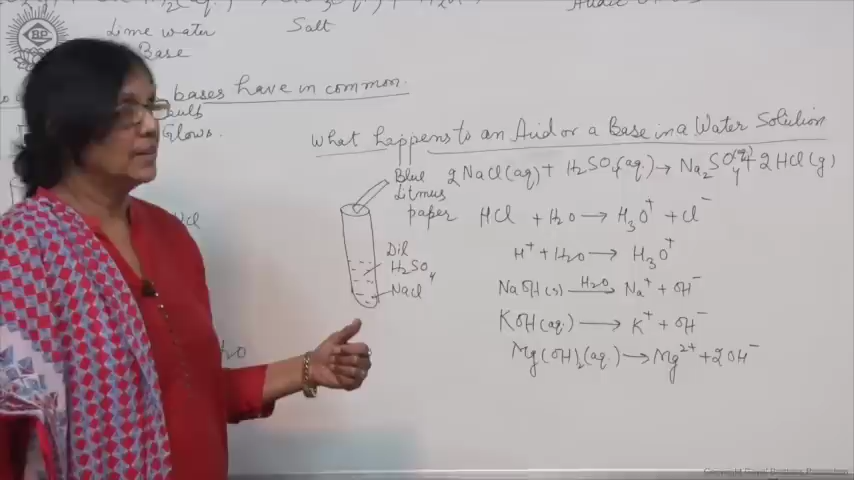 Lime water
Salt
Base
BP
bases have in common.
bulb
Glows.
What happens to an Acid or a Base in a Water Solution
Blue
Litmus
paper
2NaCl(aq) + H₂SO₄(aq.) → Na₂SO₄(aq) + 2HCl(g)
HCl + H₂O → H₃O⁺ + Cl⁻
H⁺ + H₂O → H₃O⁺
Dil
H₂SO₄
NaCl
NaOH(s) —H₂O→ Na⁺ + OH⁻
KOH(aq.) → K⁺ + OH⁻
Mg(OH)₂(aq.) → Mg²⁺ + 2OH⁻